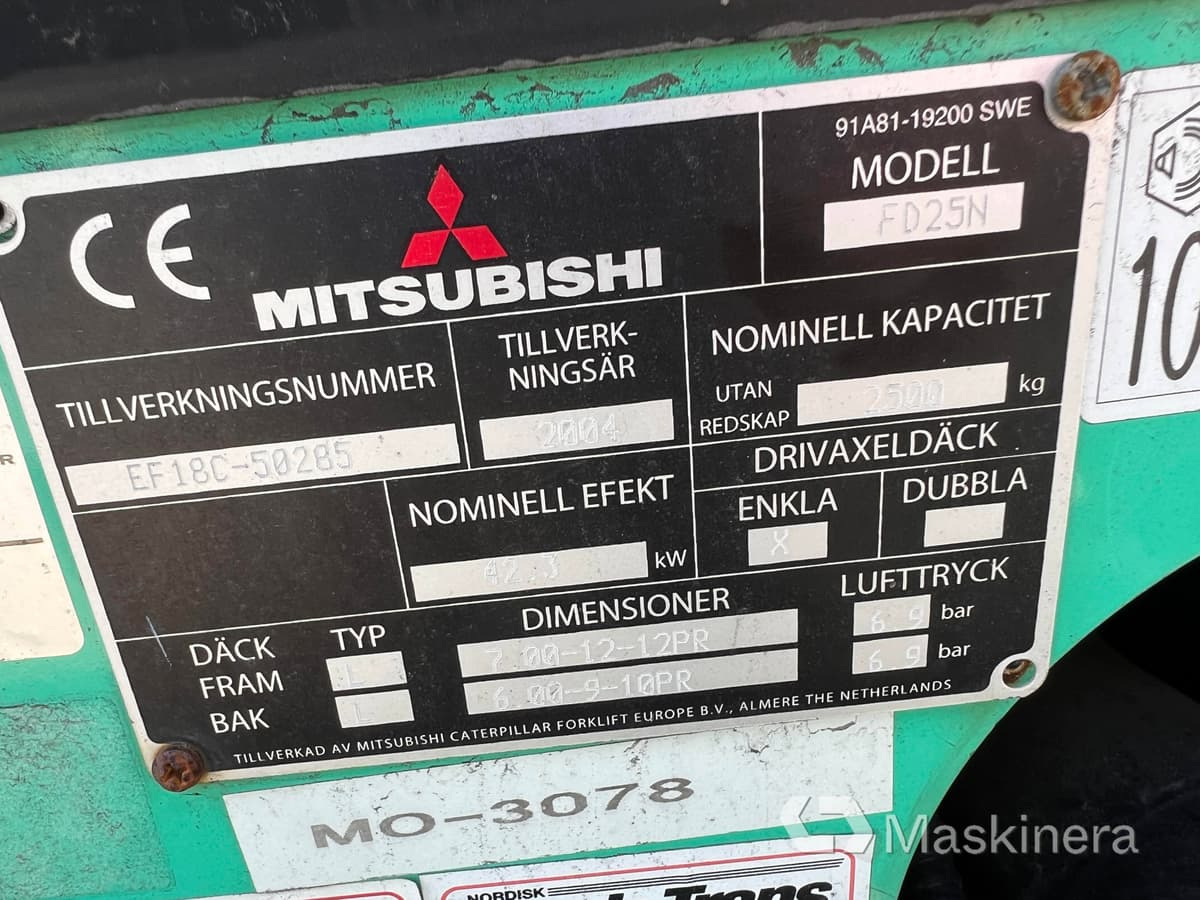 91A81-19200 SWE
MODELL
FD25N
CE
MITSUBISHI
TILLVERKNINGSNUMMER
EF18C-50285
TILLVERK-
NINGSÄR
2004
NOMINELL KAPACITET
UTAN
REDSKAP 2500 kg
NOMINELL EFEKT
42.3 kW
DRIVAXELDÄCK
ENKLA DUBBLA
X
DÄCK TYP DIMENSIONER LUFTTRYCK
FRAM L 7.00-12-12PR 6.9 bar
BAK L 6.00-9-10PR 6.9 bar
TILLVERKAD AV MITSUBISHI CATERPILLAR FORKLIFT EUROPE B.V., ALMERE THE NETHERLANDS
MO-3078
NORDISK
Trans
Maskinera